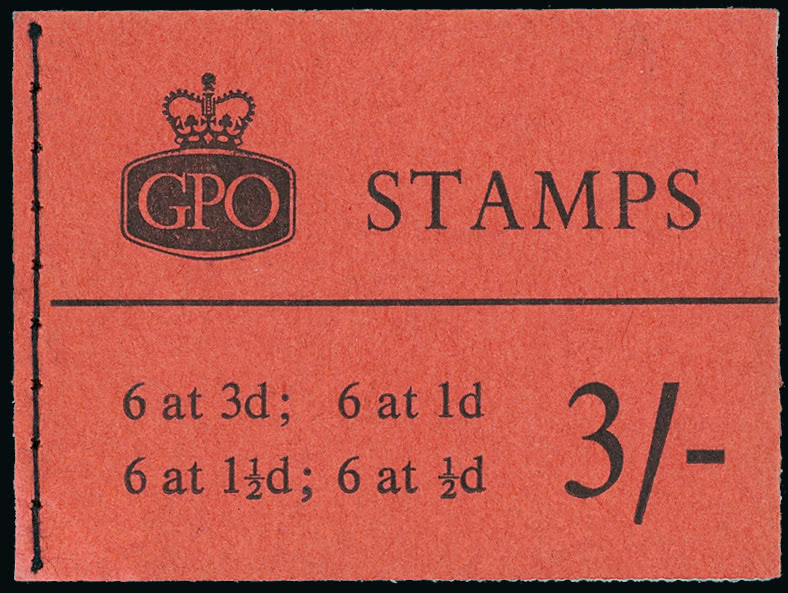 GPO STAMPS
6 at 3d; 6 at 1d
6 at 1½d; 6 at ½d
3/-